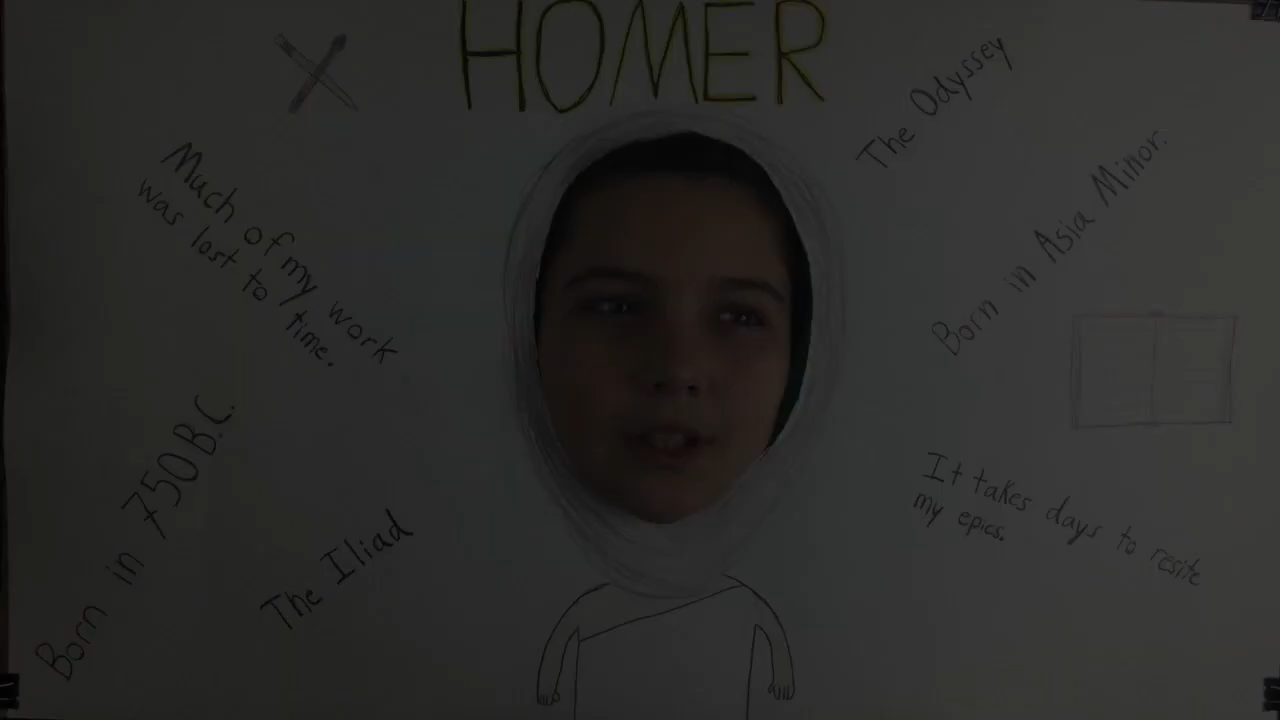 HOMER
Much of my work
was lost to
time.
The Odyssey
Born in Asia Minor.
Born in 750 B.C.
The Iliad
It takes days to resite
my epics.